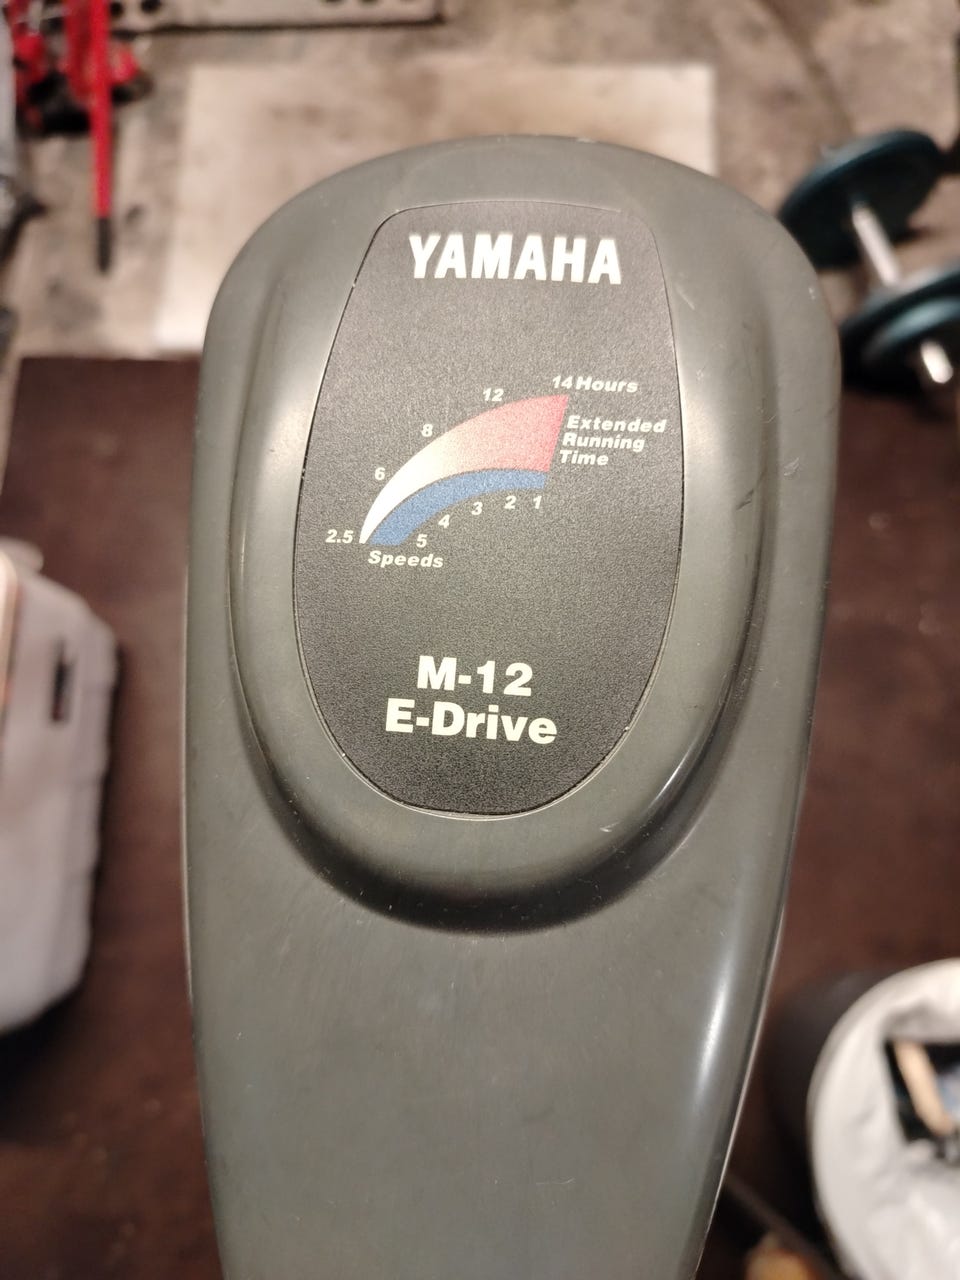 YAMAHA
14 Hours
12
8
6
2.5
Extended
Running
Time
1
2
3
4
5
Speeds
M-12
E-Drive